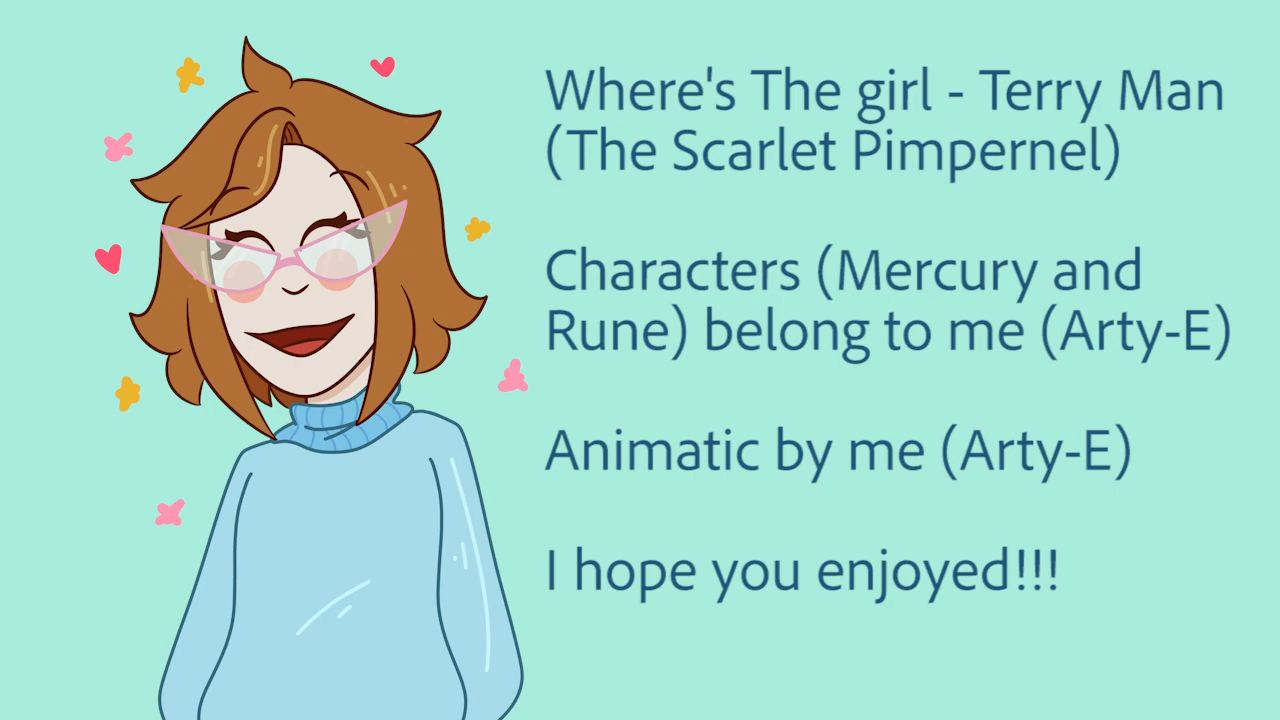 Where's The girl - Terry Man
(The Scarlet Pimpernel)
Characters (Mercury and
Rune) belong to me (Arty-E)
Animatic by me (Arty-E)
I hope you enjoyed!!!